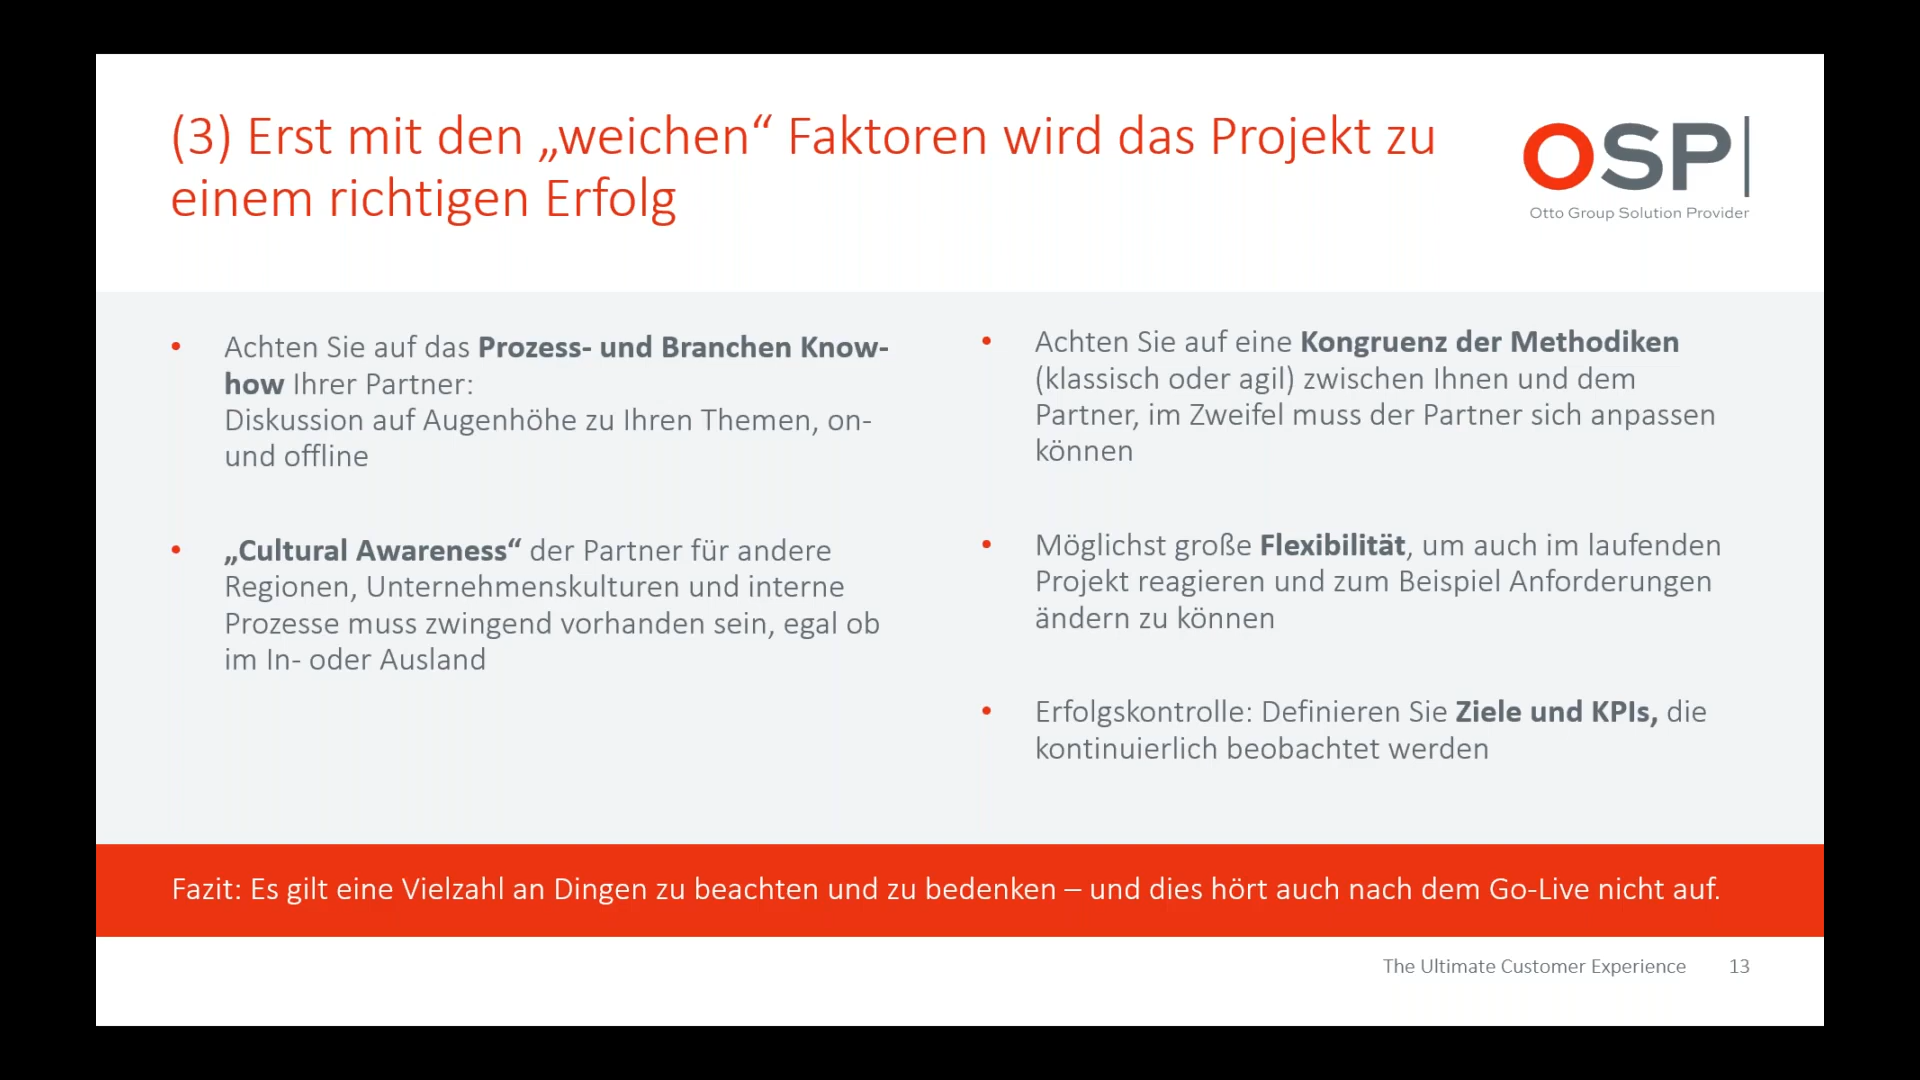 (3) Erst mit den „weichen“ Faktoren wird das Projekt zu
einem richtigen Erfolg
OSP
Otto Group Solution Provider
• Achten Sie auf das Prozess- und Branchen Know-
how Ihrer Partner:
Diskussion auf Augenhöhe zu Ihren Themen, on-
und offline
• „Cultural Awareness“ der Partner für andere
Regionen, Unternehmenskulturen und interne
Prozesse muss zwingend vorhanden sein, egal ob
im In- oder Ausland
• Achten Sie auf eine Kongruenz der Methodiken
(klassisch oder agil) zwischen Ihnen und dem
Partner, im Zweifel muss der Partner sich anpassen
können
• Möglichst große Flexibilität, um auch im laufenden
Projekt reagieren und zum Beispiel Anforderungen
ändern zu können
• Erfolgskontrolle: Definieren Sie Ziele und KPIs, die
kontinuierlich beobachtet werden
Fazit: Es gilt eine Vielzahl an Dingen zu beachten und zu bedenken – und dies hört auch nach dem Go-Live nicht auf.
The Ultimate Customer Experience 13